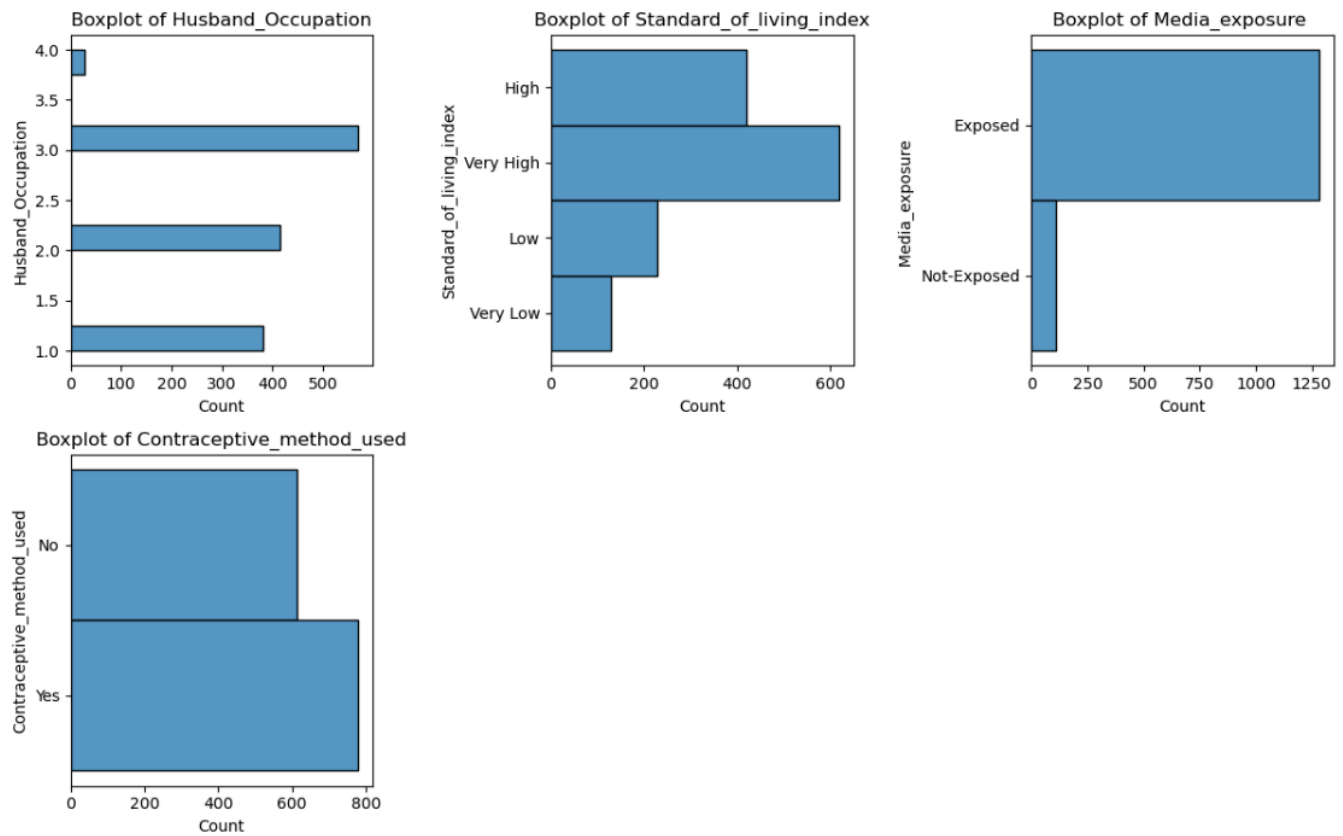 Boxplot of Husband_Occupation
4.0
3.5
3.0
2.5
2.0
1.5
1.0
Husband_Occupation
0 100 200 300 400 500
Count
Boxplot of Standard_of_living_index
High
Very High
Low
Very Low
Standard_of_living_index
0 200 400 600
Count
Boxplot of Media_exposure
Exposed
Not-Exposed
Media_exposure
0 250 500 750 1000 1250
Count
Boxplot of Contraceptive_method_used
No
Yes
Contraceptive_method_used
0 200 400 600 800
Count